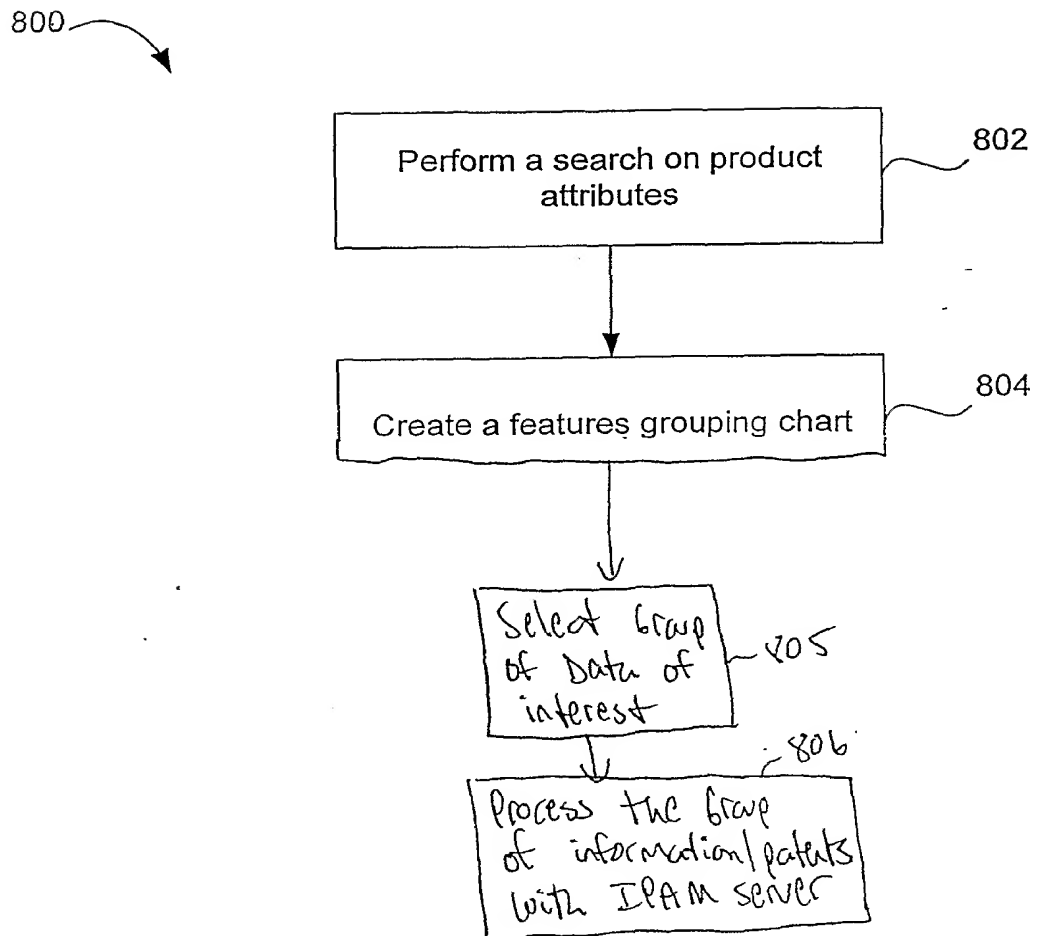 800
Perform a search on product
attributes
802
Create a features grouping chart
804
Select Group
of Data of
interest
805
806
Process the Group
of information/patents
with IPAM server